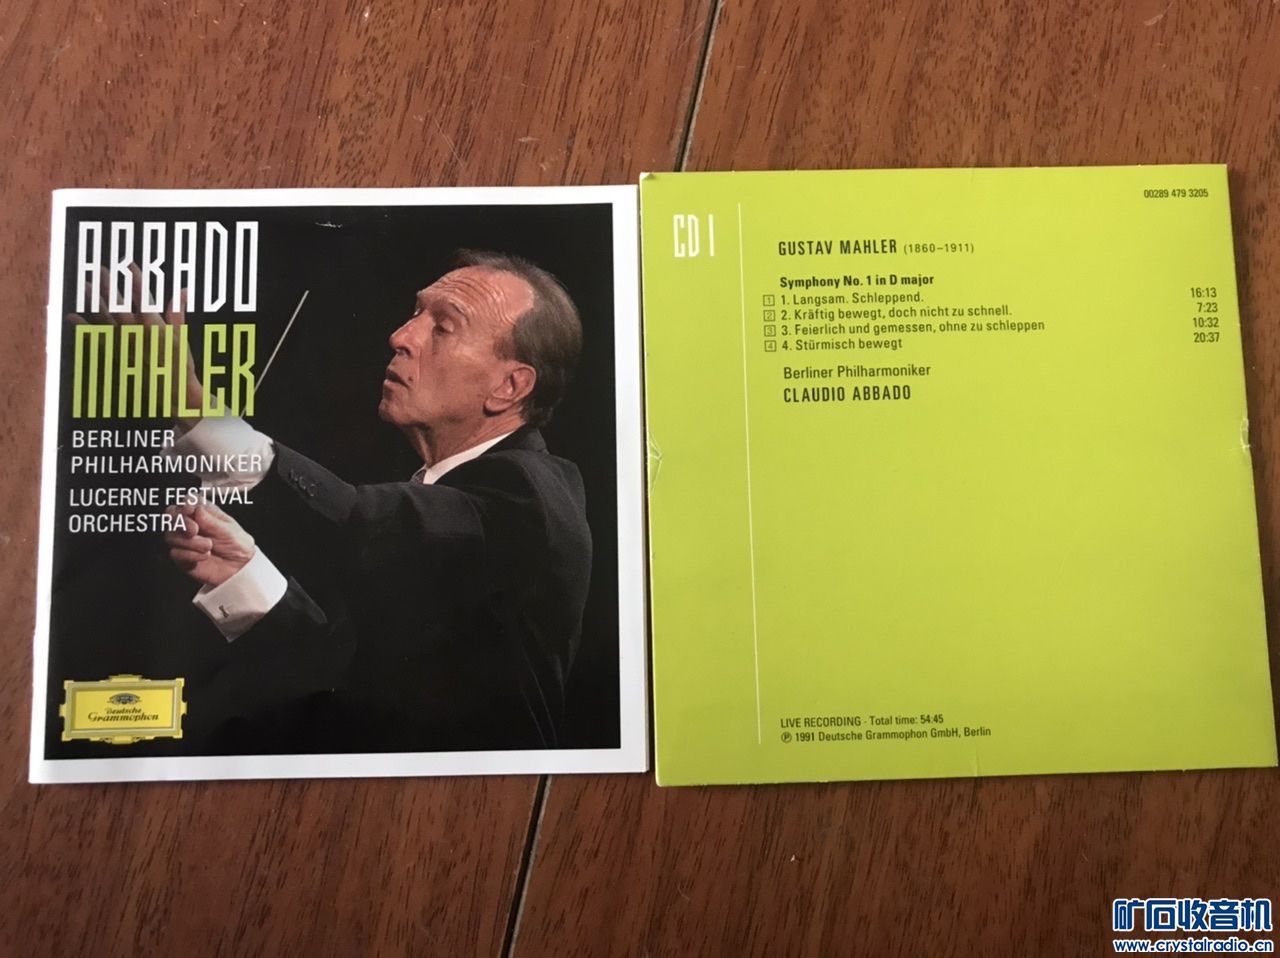 ABBADO
MAHLER
BERLINER
PHILHARMONIKER
LUCERNE FESTIVAL
ORCHESTRA
Deutsche
Grammophon
00289 479 3205
CD 1
GUSTAV MAHLER (1860–1911)
Symphony No. 1 in D major
1 1. Langsam. Schleppend. 16:13
2 2. Kräftig bewegt, doch nicht zu schnell. 7:23
3 3. Feierlich und gemessen, ohne zu schleppen 10:32
4 4. Stürmisch bewegt 20:37
Berliner Philharmoniker
CLAUDIO ABBADO
LIVE RECORDING · Total time: 54:45
℗ 1991 Deutsche Grammophon GmbH, Berlin
矿石收音机
www.crystalradio.cn